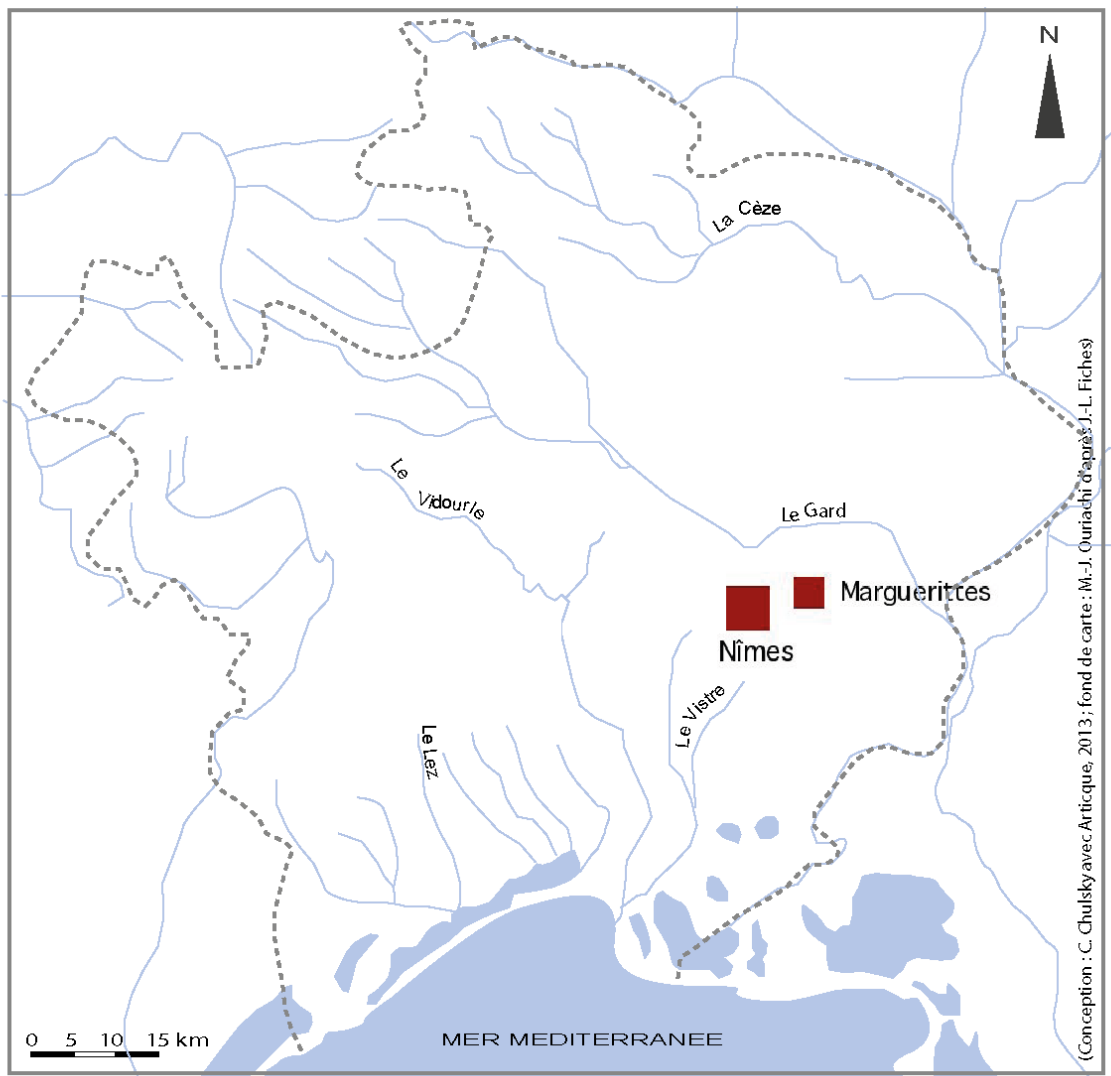 N
La Cèze
Le Vidourle
Le Gard
Marguerittes
Nîmes
Le Vistre
Le Lez
0 5 10 15 km
MER MEDITERRANEE
(Conception : C. Chulsky avec Articque, 2013 ; fond de carte : M.-J. Ouriachi d'après J.-L. Fiches)